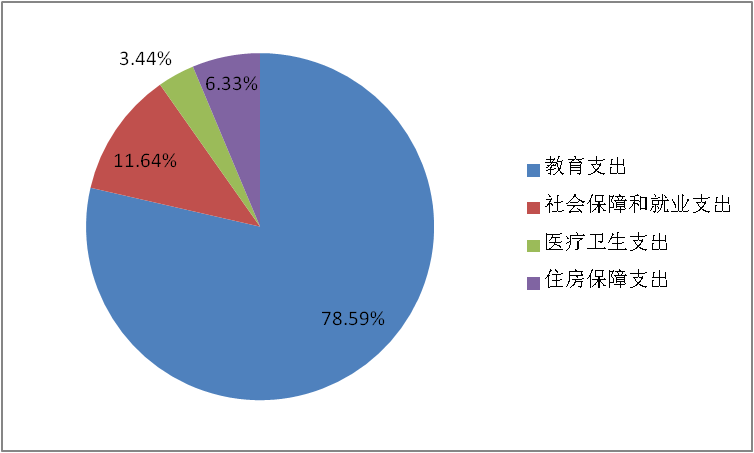 3.44%
6.33%
11.64%
78.59%
教育支出
社会保障和就业支出
医疗卫生支出
住房保障支出